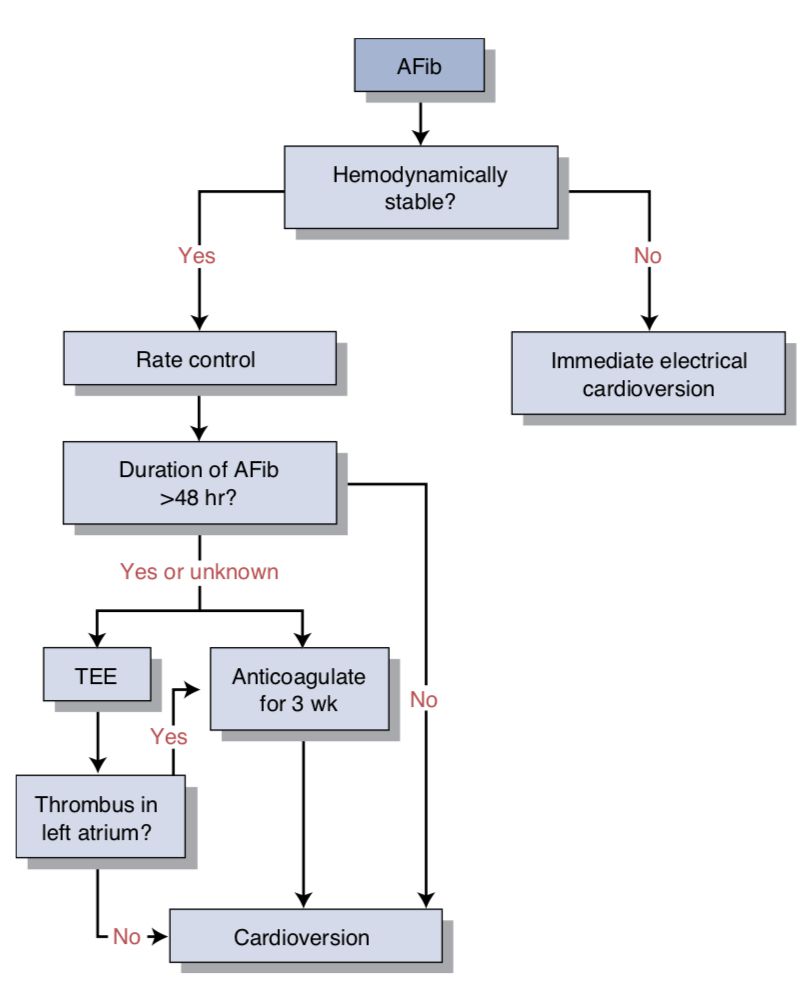 AFib
Hemodynamically
stable?
Yes
No
Rate control
Immediate electrical
cardioversion
Duration of AFib
>48 hr?
Yes or unknown
TEE
Anticoagulate
for 3 wk
No
Yes
Thrombus in
left atrium?
No
Cardioversion